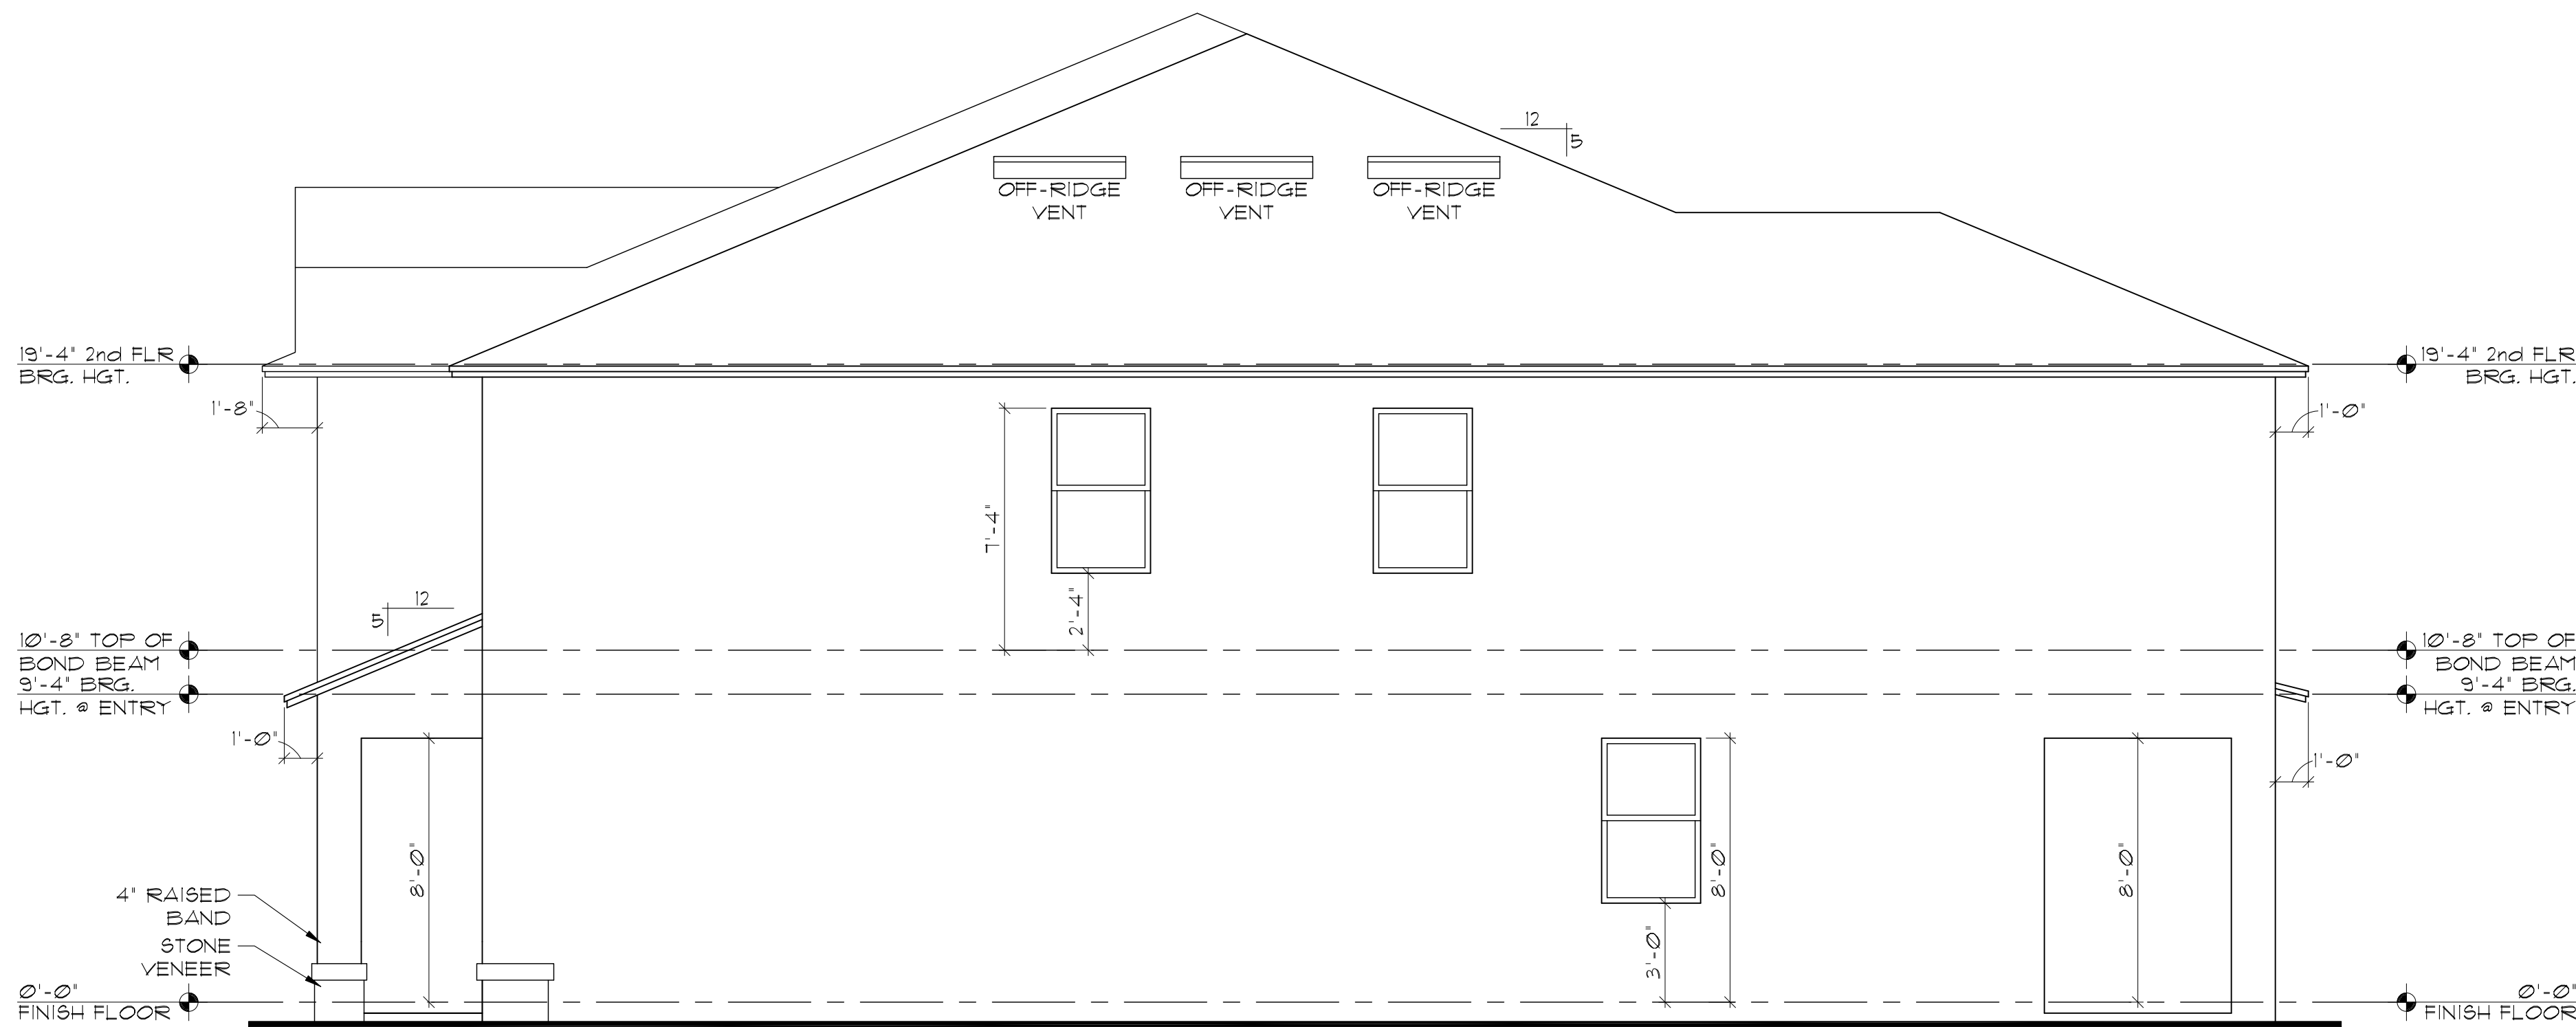 12
5
OFF-RIDGE
VENT
OFF-RIDGE
VENT
OFF-RIDGE
VENT
19'-4" 2nd FLR
BRG. HGT.
19'-4" 2nd FLR
BRG. HGT.
1'-8"
1'-0"
7'-4"
2'-4"
12
5
10'-8" TOP OF
BOND BEAM
9'-4" BRG.
HGT. @ ENTRY
10'-8" TOP OF
BOND BEAM
9'-4" BRG.
HGT. @ ENTRY
1'-0"
1'-0"
8'-0"
8'-0"
8'-0"
3'-0"
4" RAISED
BAND
STONE
VENEER
0'-0"
FINISH FLOOR
0'-0"
FINISH FLOOR